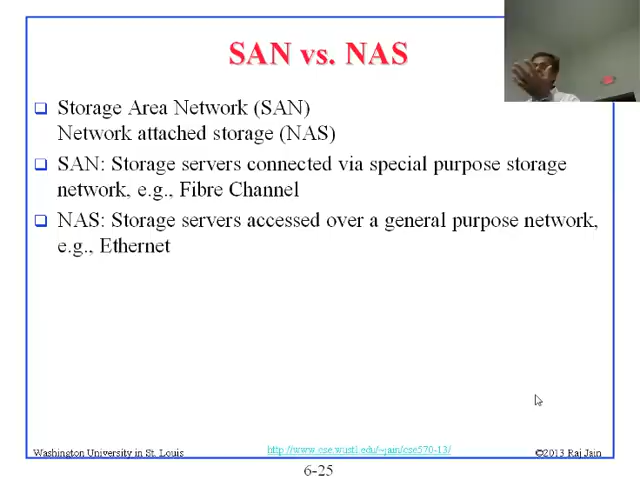 SAN vs. NAS
Storage Area Network (SAN)
Network attached storage (NAS)
SAN: Storage servers connected via special purpose storage
network, e.g., Fibre Channel
NAS: Storage servers accessed over a general purpose network,
e.g., Ethernet
Washington University in St. Louis
http://www.cse.wustl.edu/~jain/cse570-13/
©2013 Raj Jain
6-25